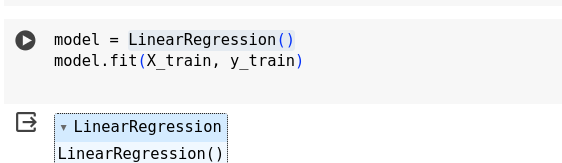 model = LinearRegression()
model.fit(X_train, y_train)
▾ LinearRegression
LinearRegression()